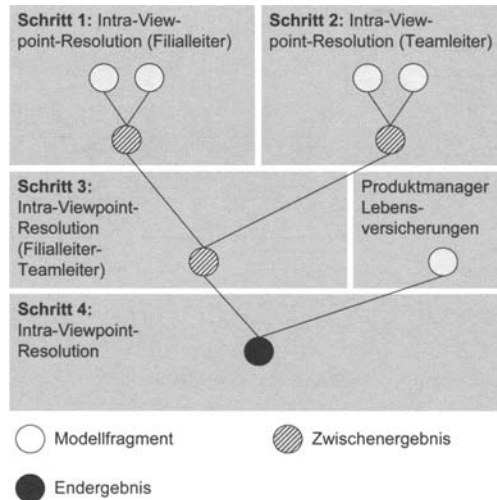 Schritt 1: Intra-View-
point-Resolution (Filialleiter)
Schritt 2: Intra-View-
point-Resolution (Teamleiter)
Schritt 3:
Intra-Viewpoint-
Resolution
(Filialleiter-
Teamleiter)
Produktmanager
Lebens-
versicherungen
Schritt 4:
Intra-Viewpoint-
Resolution
Modellfragment
Zwischenergebnis
Endergebnis